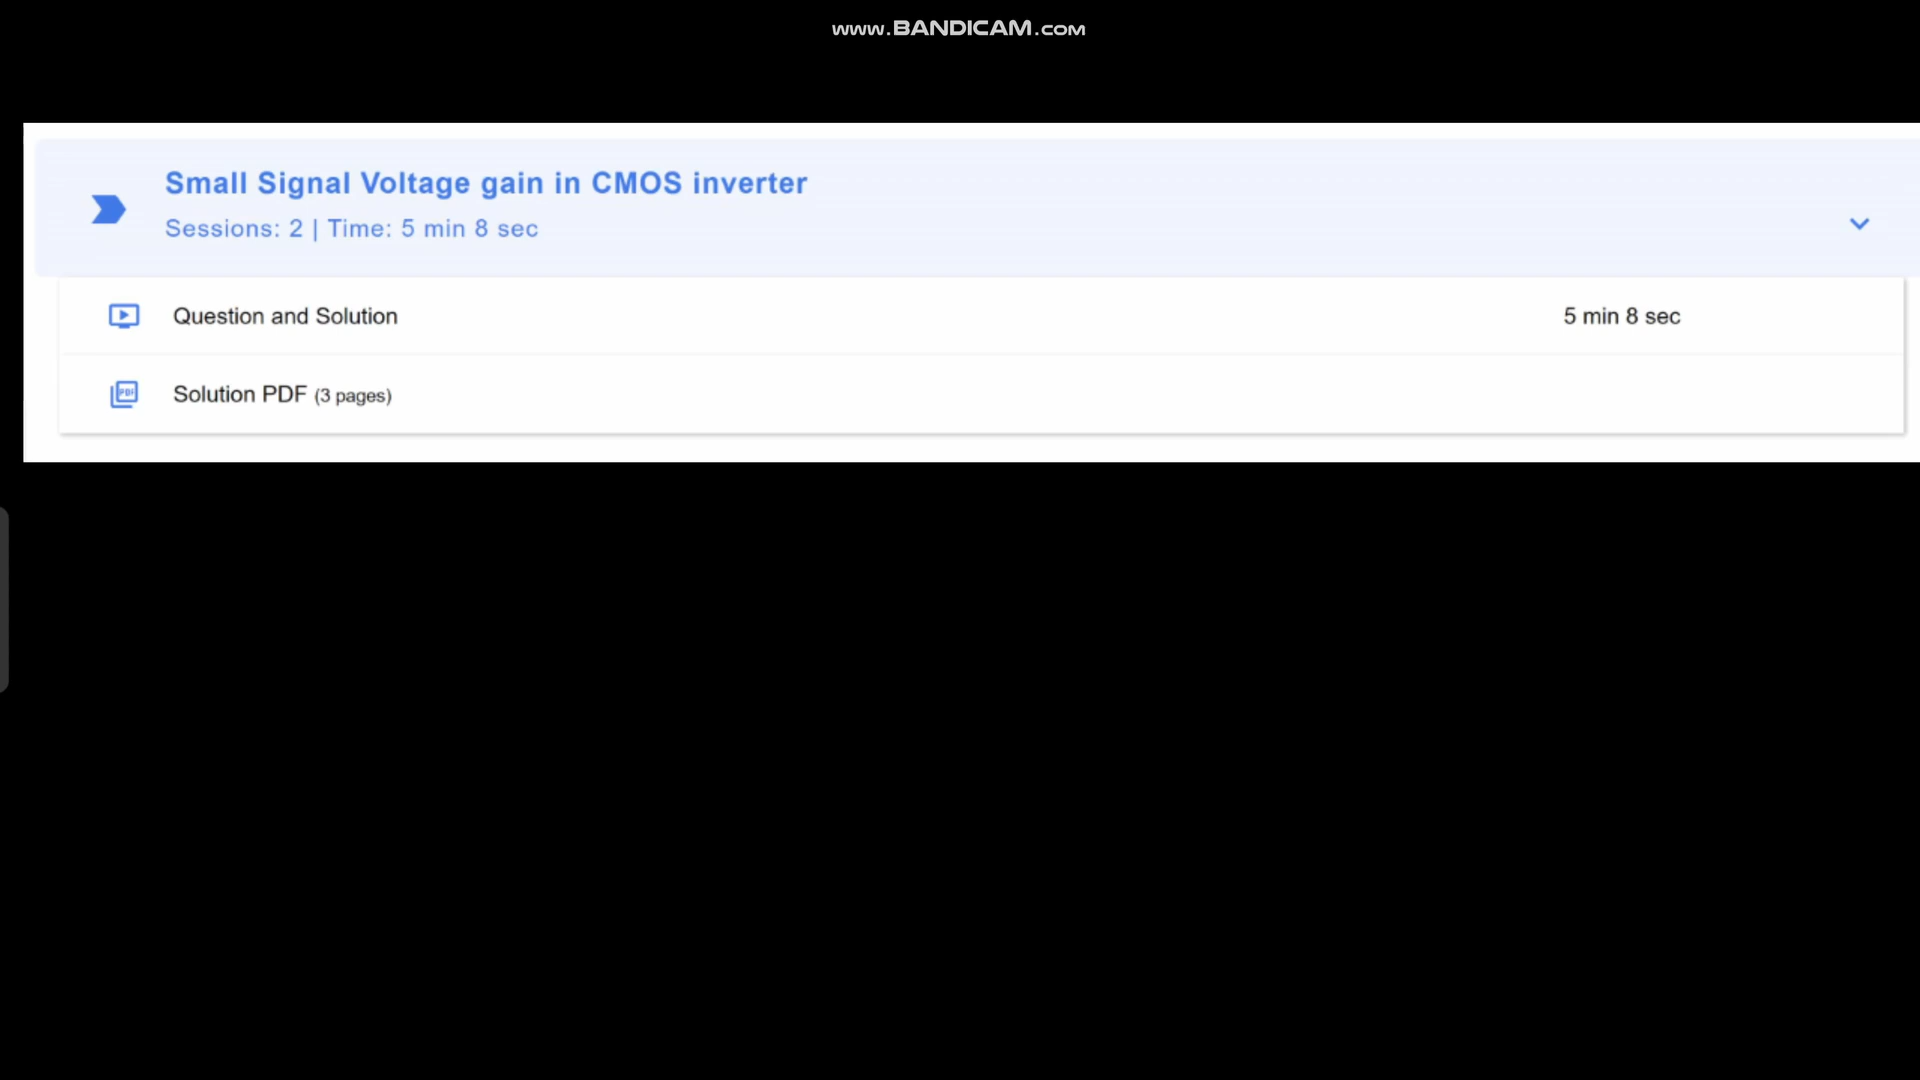 www.BANDICAM.COM
Small Signal Voltage gain in CMOS inverter
Sessions: 2 | Time: 5 min 8 sec
Question and Solution 5 min 8 sec
PDF Solution PDF (3 pages)